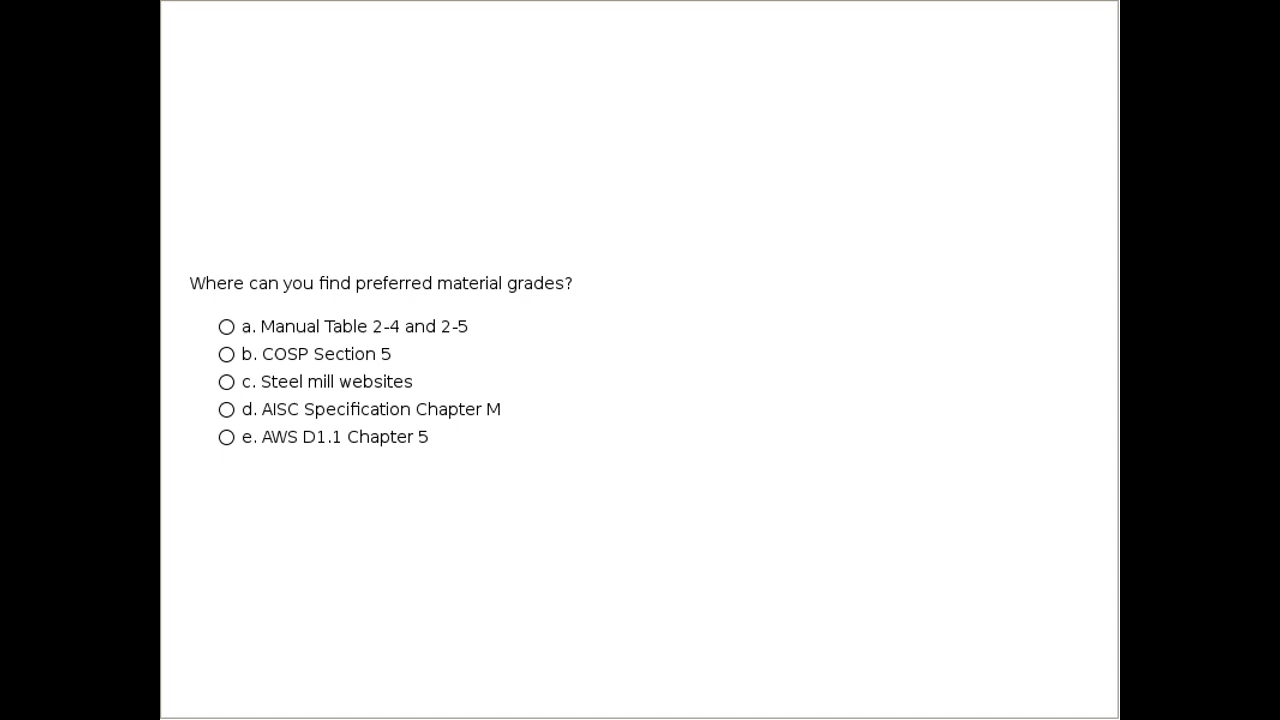 Where can you find preferred material grades?
a. Manual Table 2-4 and 2-5
b. COSP Section 5
c. Steel mill websites
d. AISC Specification Chapter M
e. AWS D1.1 Chapter 5